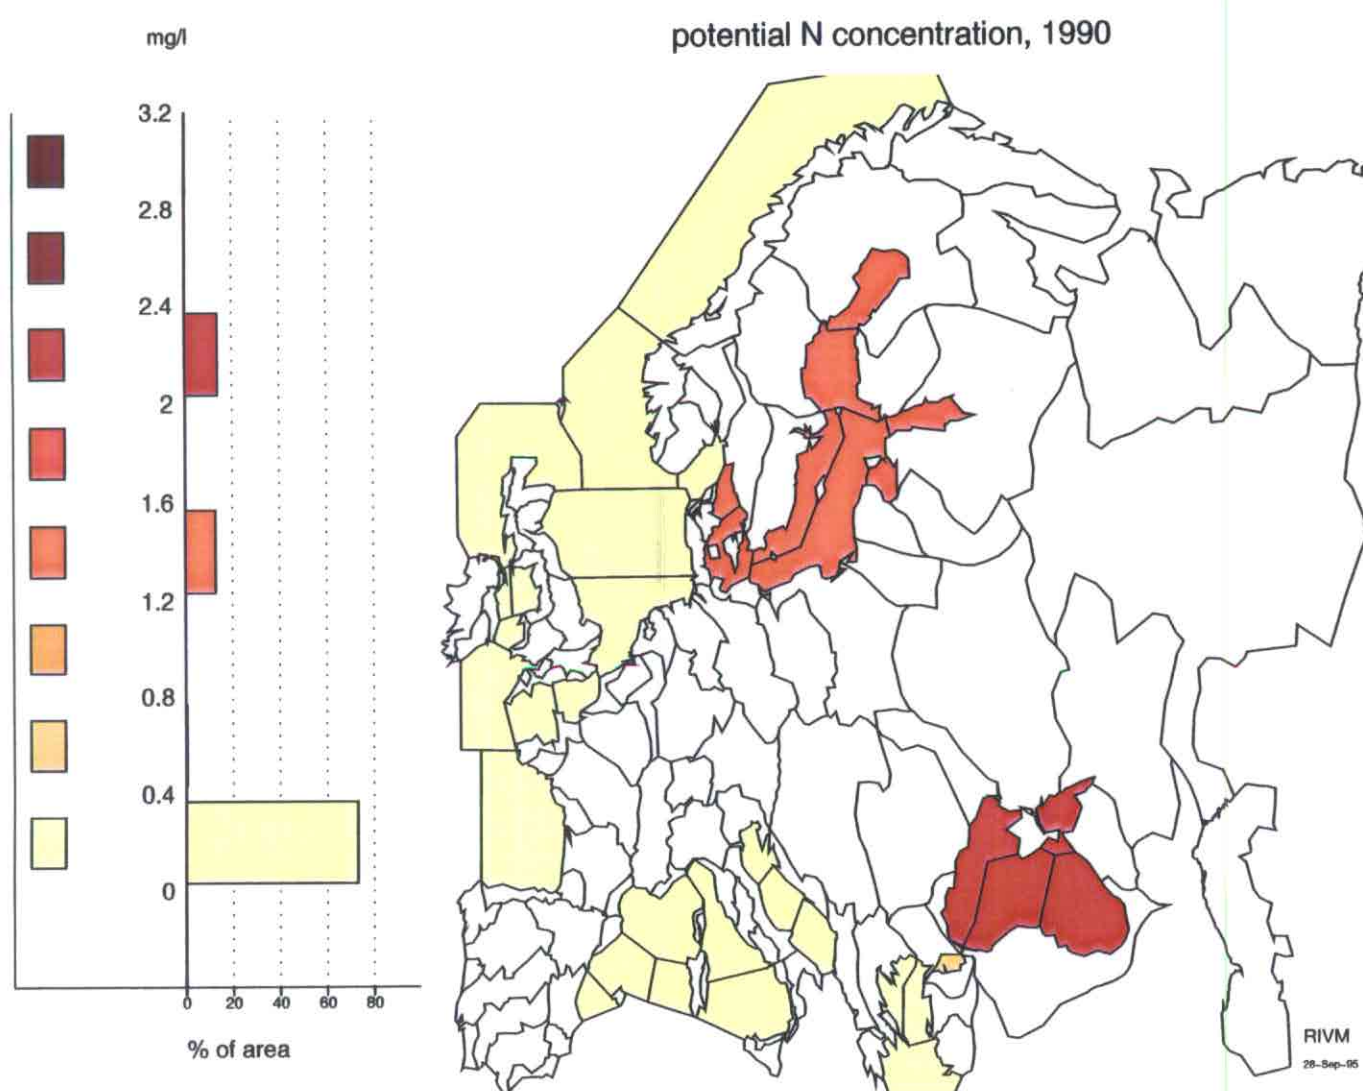 mg/l
potential N concentration, 1990
3.2
2.8
2.4
2
1.6
1.2
0.8
0.4
0
0 20 40 60 80
% of area
RIVM
28-Sep-95